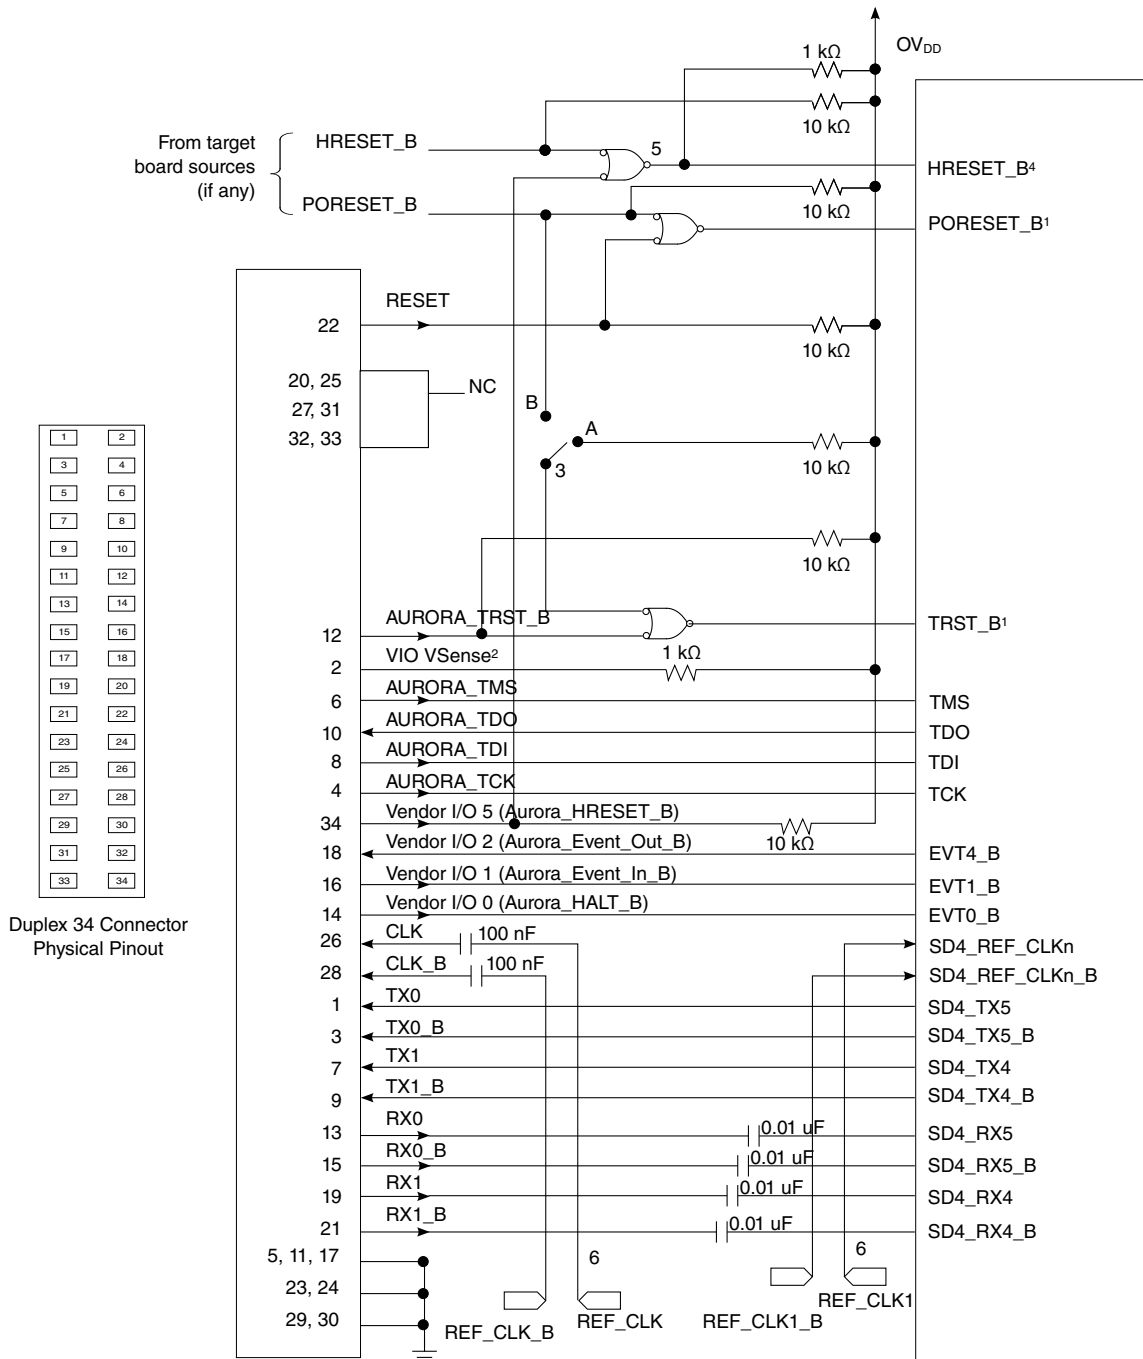 OVDD
1 kΩ
10 kΩ
From target
board sources
(if any)
HRESET_B
5
HRESET_B4
PORESET_B
10 kΩ
PORESET_B1
RESET
22
10 kΩ
20, 25
NC
27, 31
32, 33
B
A
3
10 kΩ
10 kΩ
1 2
3 4
5 6
7 8
9 10
11 12
13 14
15 16
17 18
19 20
21 22
23 24
25 26
27 28
29 30
31 32
33 34
Duplex 34 Connector
Physical Pinout
12 AURORA_TRST_B TRST_B1
2 VIO VSense2 1 kΩ
6 AURORA_TMS TMS
10 AURORA_TDO TDO
8 AURORA_TDI TDI
4 AURORA_TCK TCK
34 Vendor I/O 5 (Aurora_HRESET_B) 10 kΩ
18 Vendor I/O 2 (Aurora_Event_Out_B) EVT4_B
16 Vendor I/O 1 (Aurora_Event_In_B) EVT1_B
14 Vendor I/O 0 (Aurora_HALT_B) EVT0_B
26 CLK 100 nF SD4_REF_CLKn
28 CLK_B 100 nF SD4_REF_CLKn_B
1 TX0 SD4_TX5
3 TX0_B SD4_TX5_B
7 TX1 SD4_TX4
9 TX1_B SD4_TX4_B
13 RX0 0.01 uF SD4_RX5
15 RX0_B 0.01 uF SD4_RX5_B
19 RX1 0.01 uF SD4_RX4
21 RX1_B 0.01 uF SD4_RX4_B
5, 11, 17
6 6
23, 24
29, 30
REF_CLK_B REF_CLK REF_CLK1_B REF_CLK1